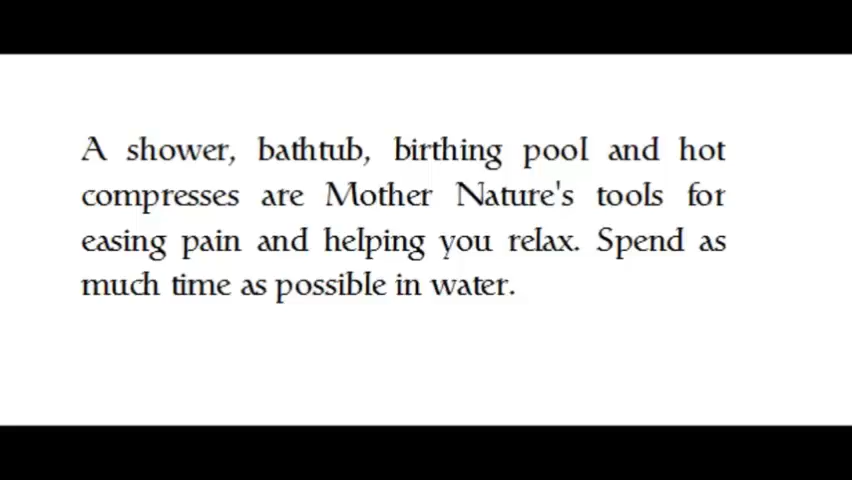 A shower, bathtub, birthing pool and hot
compresses are Mother Nature's tools for
easing pain and helping you relax. Spend as
much time as possible in water.